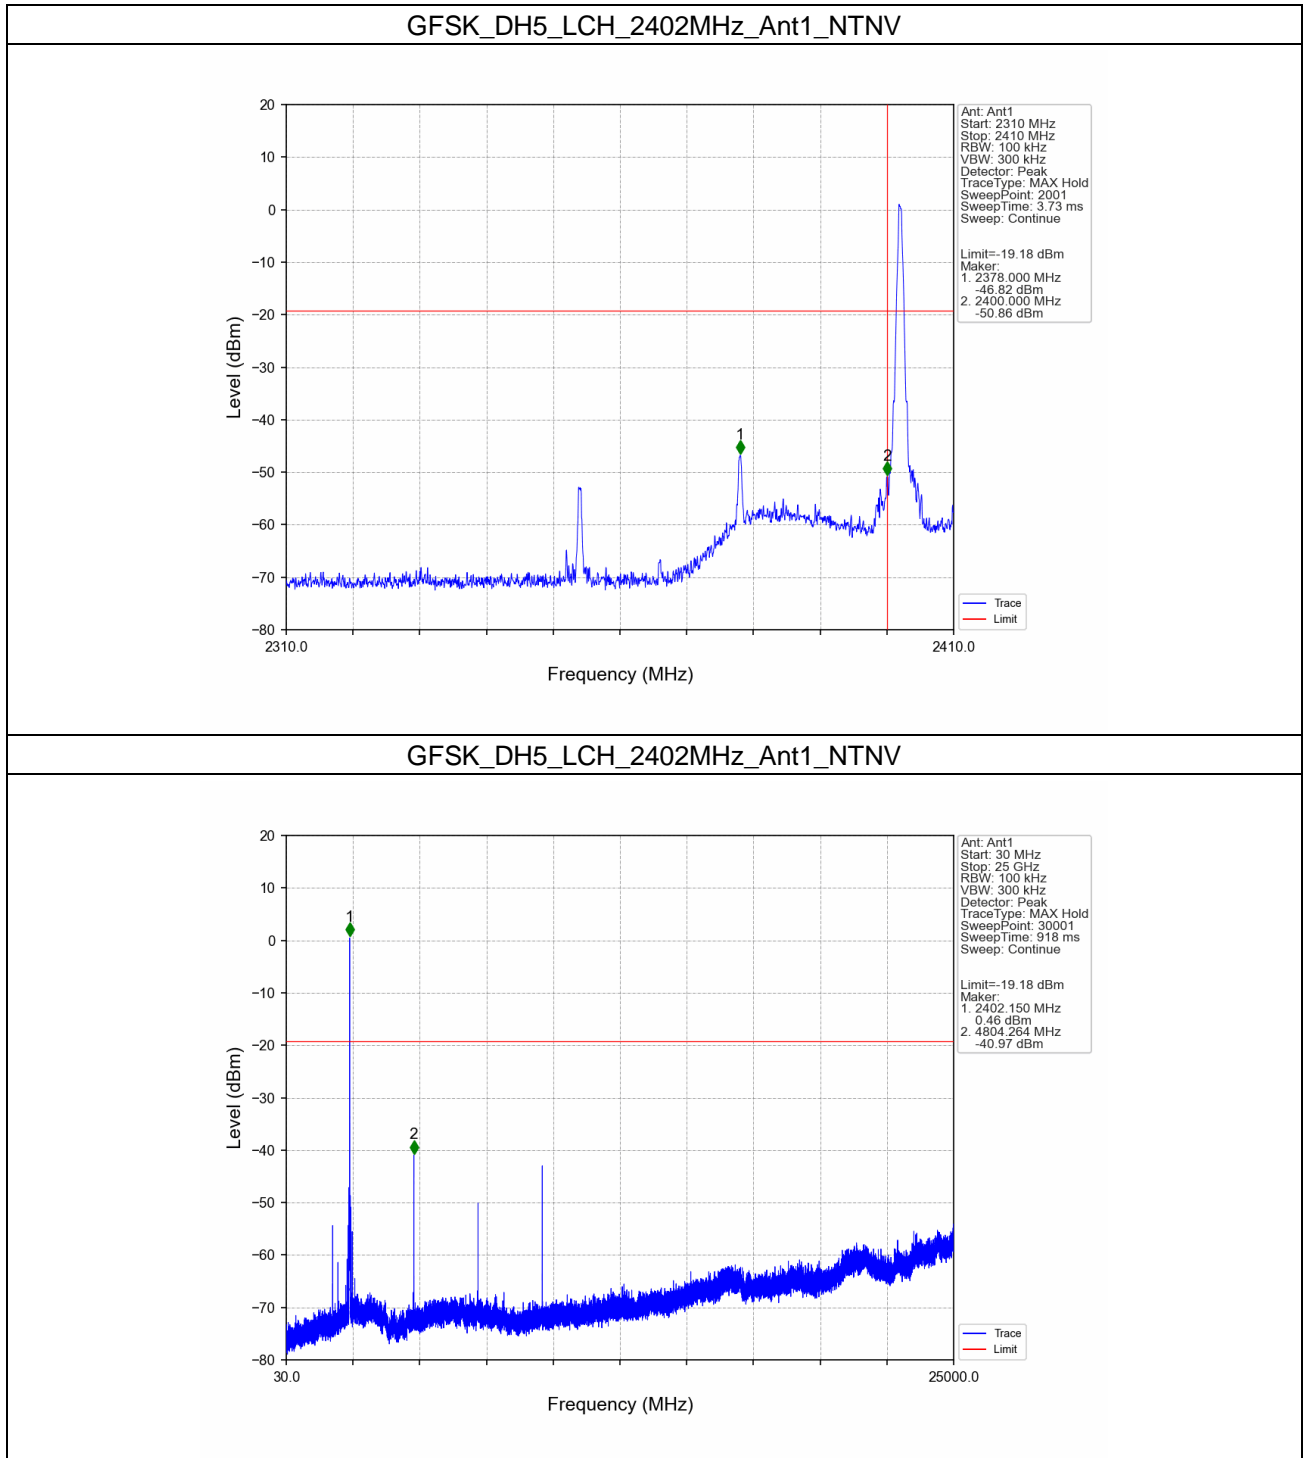 GFSK_DH5_LCH_2402MHz_Ant1_NTNV
20
10
0
−10
−20
−30
−40
−50
−60
−70
−80
Level (dBm)
1
2
2310.0
2410.0
Frequency (MHz)
Ant: Ant1
Start: 2310 MHz
Stop: 2410 MHz
RBW: 100 kHz
VBW: 300 kHz
Detector: Peak
TraceType: MAX Hold
SweepPoint: 2001
SweepTime: 3.73 ms
Sweep: Continue
Limit=-19.18 dBm
Maker:
1. 2378.000 MHz
-46.82 dBm
2. 2400.000 MHz
-50.86 dBm
Trace
Limit
GFSK_DH5_LCH_2402MHz_Ant1_NTNV
20
10
0
−10
−20
−30
−40
−50
−60
−70
−80
Level (dBm)
1
2
30.0
25000.0
Frequency (MHz)
Ant: Ant1
Start: 30 MHz
Stop: 25 GHz
RBW: 100 kHz
VBW: 300 kHz
Detector: Peak
TraceType: MAX Hold
SweepPoint: 30001
SweepTime: 918 ms
Sweep: Continue
Limit=-19.18 dBm
Maker:
1. 2402.150 MHz
0.46 dBm
2. 4804.264 MHz
-40.97 dBm
Trace
Limit